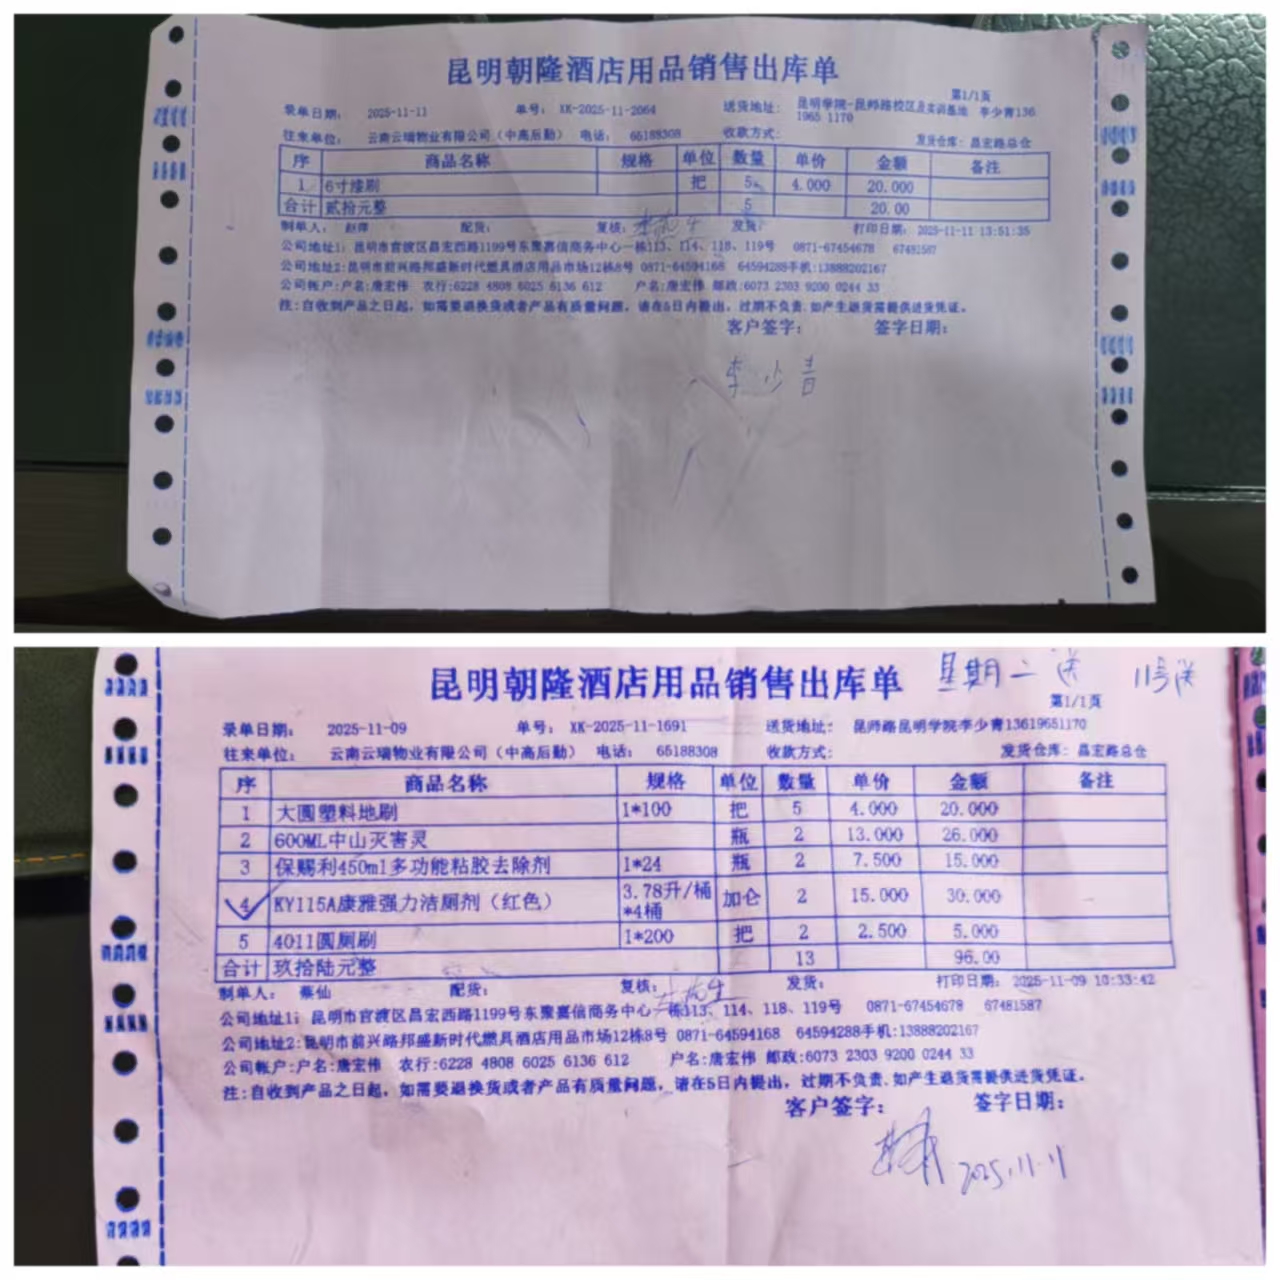 昆明朝隆酒店用品销售出库单
第1/1页
录单日期: 2025-11-11 单号: XK-2025-11-2064 送货地址: 昆明学院-昆师路校区及实训基地 李少青136
1965 1170
往来单位: 云南云瑞物业有限公司(中高后勤) 电话: 65188308 收款方式: 发货仓库: 昌宏路总仓
序 商品名称 规格 单位 数量 单价 金额 备注
1 6寸漆刷 把 5 4.000 20.000
合计 贰拾元整 5 20.00
制单人: 赵萍 配货: 复核: 发货: 打印日期: 2025-11-11 13:51:35
公司地址1: 昆明市官渡区昌宏西路1199号东聚嘉信商务中心一栋113、114、118、119号 0871-67454678 67481587
公司地址2:昆明市前兴路邦盛新时代燃具酒店用品市场12栋8号 0871-64594168 64594288手机:13888202167
公司帐户:户名:唐宏伟 农行:6228 4808 6025 6136 612 户名:唐宏伟 邮政:6073 2303 9200 0244 33
注:自收到产品之日起,如需要退换货或者产品有质量问题,请在5日内提出,过期不负责.如产生退货需提供进货凭证。
客户签字: 签字日期:
李少青
昆明朝隆酒店用品销售出库单 星期二送 11号送
第1/1页
录单日期: 2025-11-09 单号: XK-2025-11-1691 送货地址: 昆师路昆明学院李少青13619651170
往来单位: 云南云瑞物业有限公司(中高后勤) 电话: 65188308 收款方式: 发货仓库: 昌宏路总仓
序 商品名称 规格 单位 数量 单价 金额 备注
1 大圆塑料地刷 1*100 把 5 4.000 20.000
2 600ML中山灭害灵 瓶 2 13.000 26.000
3 保赐利450ml多功能粘胶去除剂 1*24 瓶 2 7.500 15.000
4 KY115A康雅强力洁厕剂(红色) 3.78升/桶*4桶 加仑 2 15.000 30.000
5 4011圆厕刷 1*200 把 2 2.500 5.000
合计 玖拾陆元整 13 96.00
制单人: 蔡仙 配货: 复核: 发货: 打印日期: 2025-11-09 10:33:42
公司地址1: 昆明市官渡区昌宏西路1199号东聚嘉信商务中心一栋113、114、118、119号 0871-67454678 67481587
公司地址2:昆明市前兴路邦盛新时代燃具酒店用品市场12栋8号 0871-64594168 64594288手机:13888202167
公司帐户:户名:唐宏伟 农行:6228 4808 6025 6136 612 户名:唐宏伟 邮政:6073 2303 9200 0244 33
注:自收到产品之日起,如需要退换货或者产品有质量问题,请在5日内提出,过期不负责.如产生退货需提供进货凭证。
客户签字: 签字日期:
2025.11.11